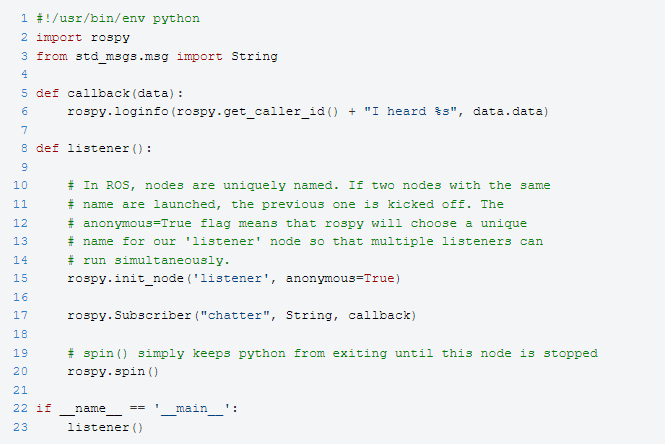 1 #!/usr/bin/env python
2 import rospy
3 from std_msgs.msg import String
4
5 def callback(data):
6     rospy.loginfo(rospy.get_caller_id() + "I heard %s", data.data)
7
8 def listener():
9
10     # In ROS, nodes are uniquely named. If two nodes with the same
11     # name are launched, the previous one is kicked off. The
12     # anonymous=True flag means that rospy will choose a unique
13     # name for our 'listener' node so that multiple listeners can
14     # run simultaneously.
15     rospy.init_node('listener', anonymous=True)
16
17     rospy.Subscriber("chatter", String, callback)
18
19     # spin() simply keeps python from exiting until this node is stopped
20     rospy.spin()
21
22 if __name__ == '__main__':
23     listener()